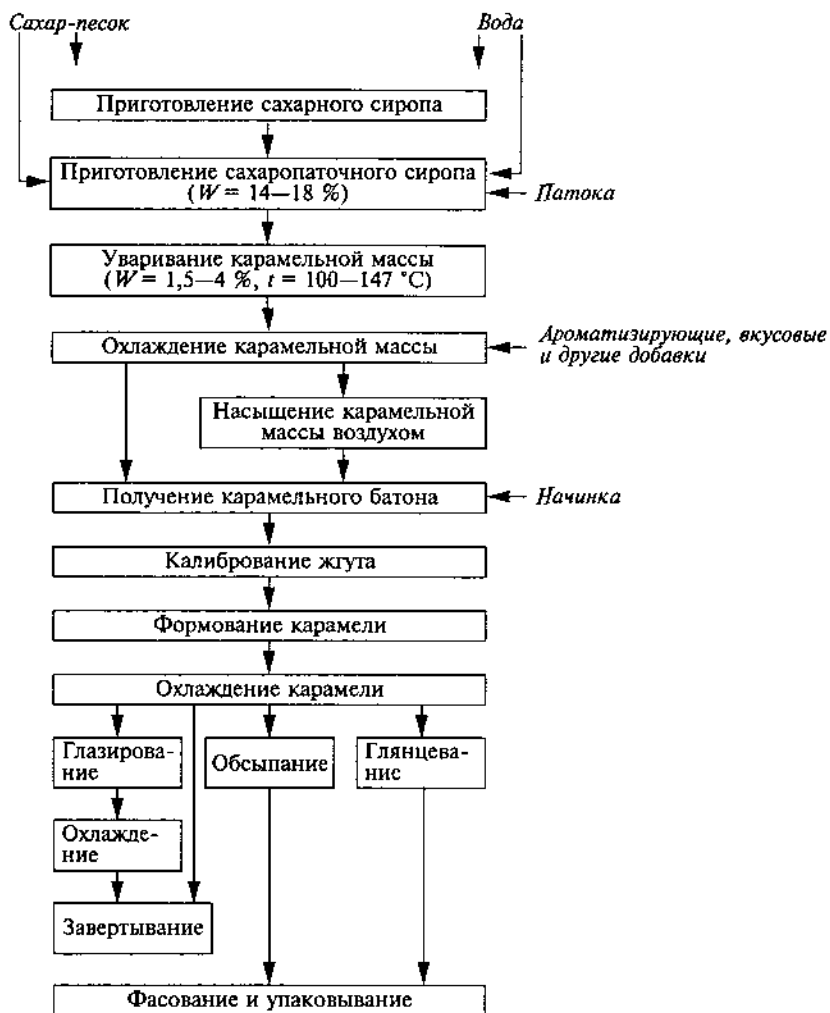 Сахар-песок
Вода
Приготовление сахарного сиропа
Приготовление сахаропаточного сиропа
(W = 14—18 %)
Патока
Уваривание карамельной массы
(W = 1,5—4 %, t = 100—147 °C)
Охлаждение карамельной массы
Ароматизирующие, вкусовые
и другие добавки
Насыщение карамельной
массы воздухом
Получение карамельного батона
Начинка
Калибрование жгута
Формование карамели
Охлаждение карамели
Глазирова-
ние
Обсыпание
Глянцева-
нис
Охлажде-
ние
Завертывание
Фасование и упаковывание